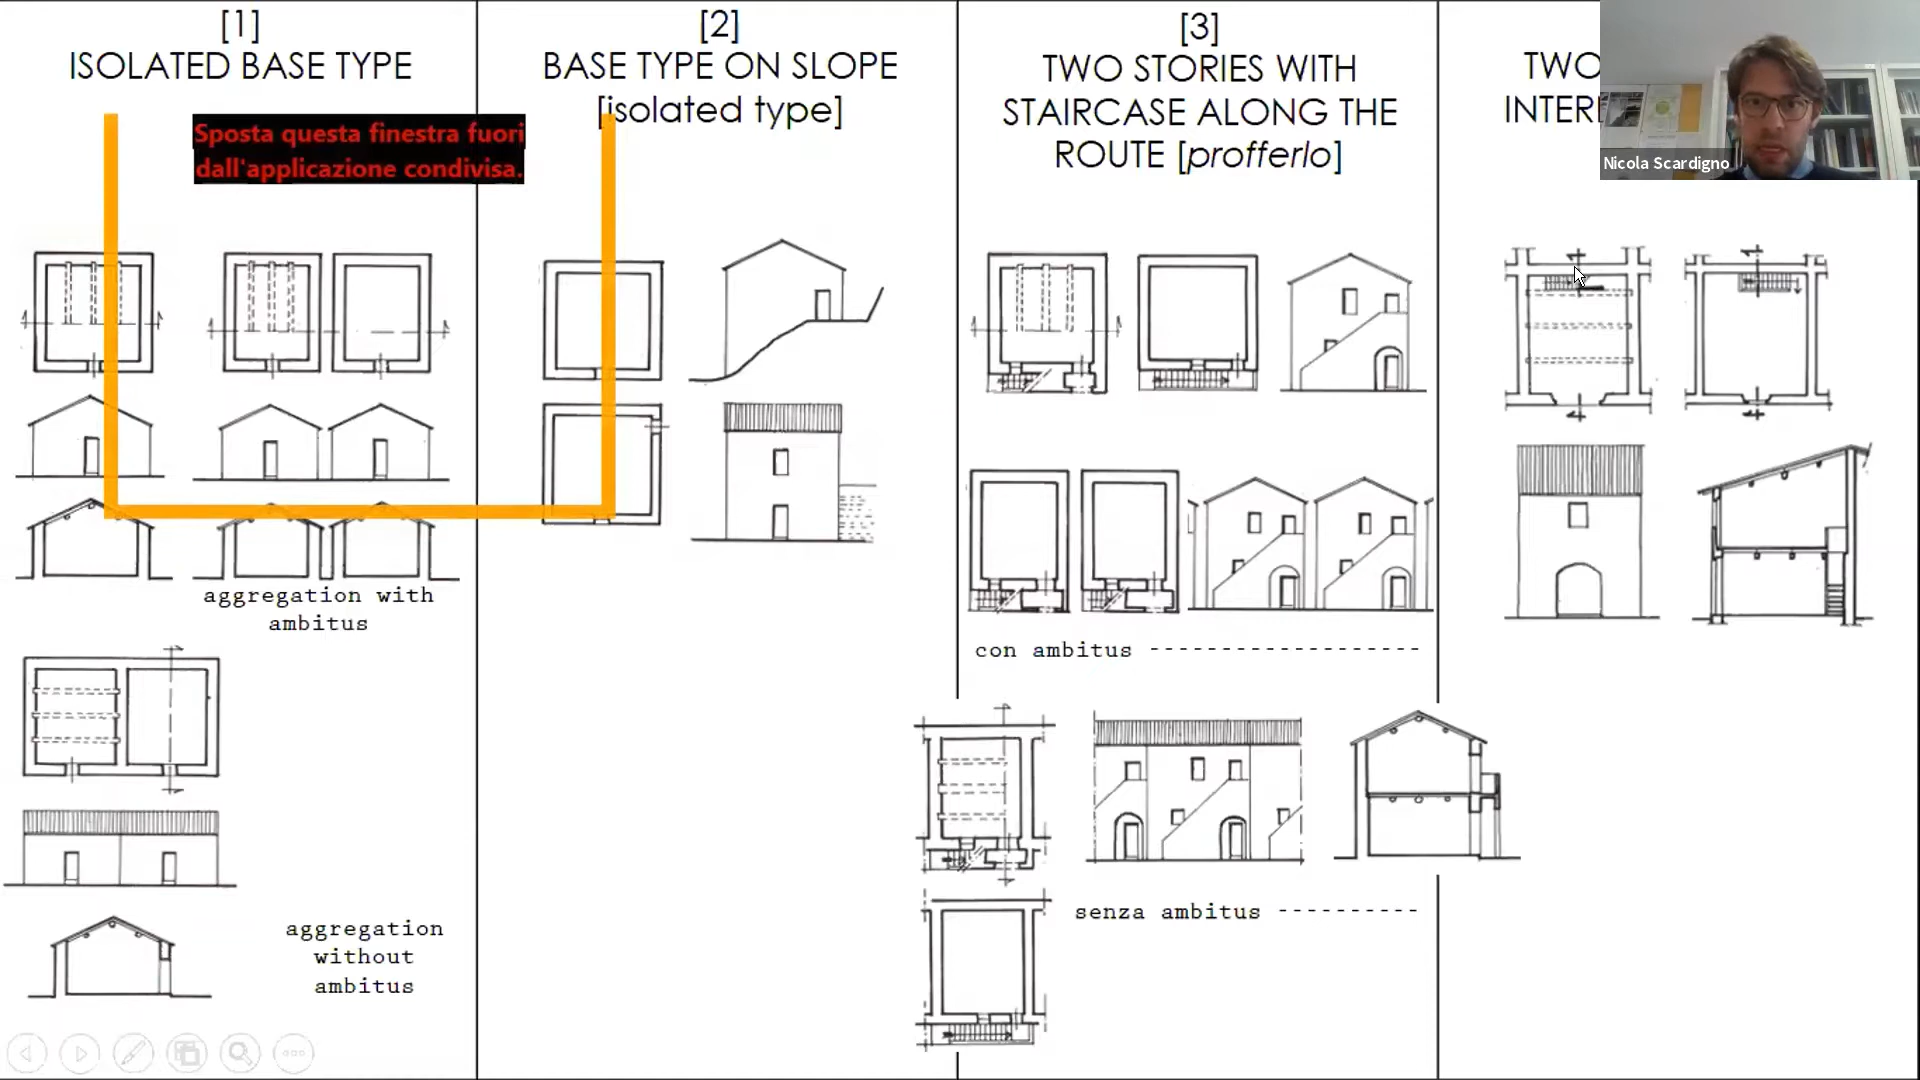 [1]
ISOLATED BASE TYPE
[2]
BASE TYPE ON SLOPE
[isolated type]
[3]
TWO STORIES WITH
STAIRCASE ALONG THE
ROUTE [profferlo]
TWO
INTER
Sposta questa finestra fuori
dall'applicazione condivisa.
Nicola Scardigno
aggregation with
ambitus
con ambitus
senza ambitus
aggregation
without
ambitus